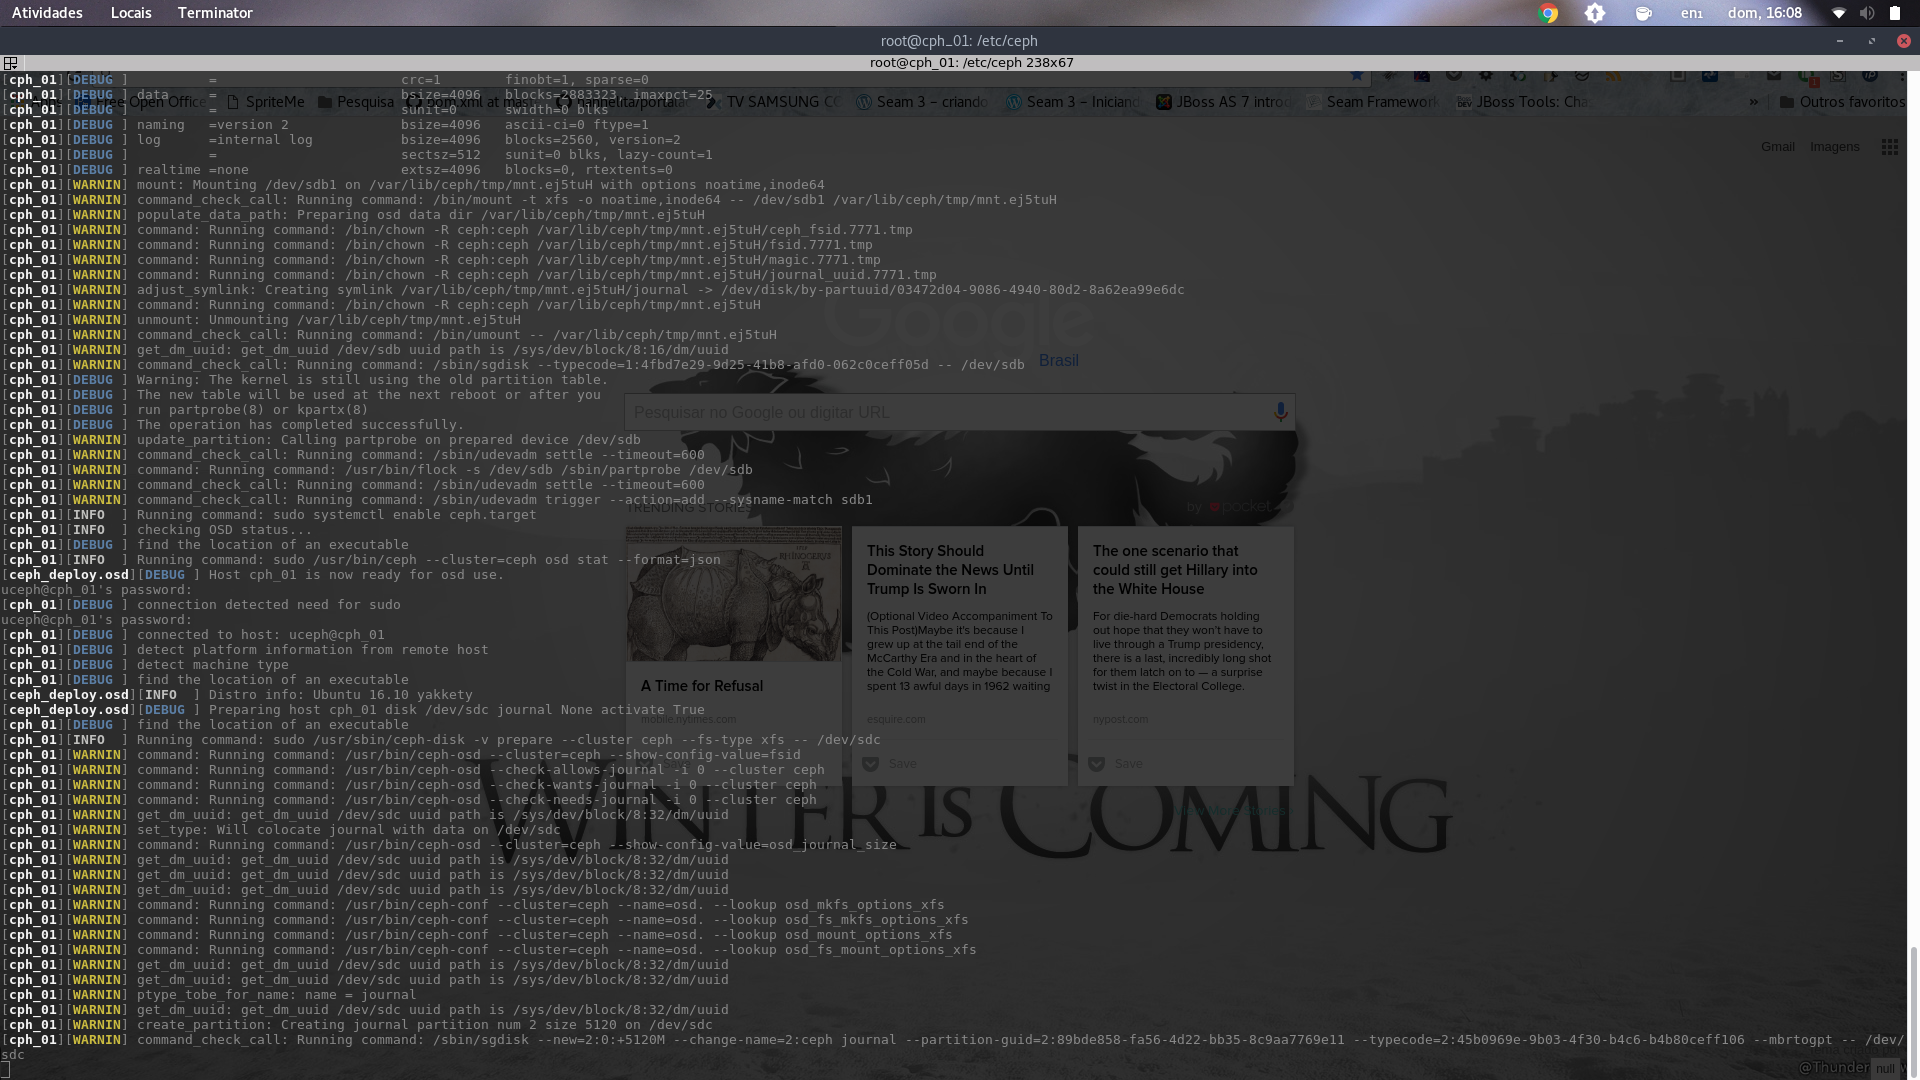 Atividades Locais Terminator en₁ dom, 16:08
root@cph_01: /etc/ceph
root@cph_01: /etc/ceph 238x67
[cph_01][DEBUG ] = crc=1 finobt=1, sparse=0
[cph_01][DEBUG ] data = bsize=4096 blocks=2883323, imaxpct=25
[cph_01][DEBUG ] = sunit=0 swidth=0 blks
Free Open Office SpriteMe Pesquisa pom.xml at mas TV SAMSUNG CC Seam 3 – criando Seam 3 – Iniciand JBoss AS 7 introd Seam Framework JBoss Tools: Cha » Outros favoritos
[cph_01][DEBUG ] naming =version 2 bsize=4096 ascii-ci=0 ftype=1
[cph_01][DEBUG ] log =internal log bsize=4096 blocks=2560, version=2
[cph_01][DEBUG ] = sectsz=512 sunit=0 blks, lazy-count=1
Gmail Imagens
[cph_01][DEBUG ] realtime =none extsz=4096 blocks=0, rtextents=0
[cph_01][WARNIN] mount: Mounting /dev/sdb1 on /var/lib/ceph/tmp/mnt.ej5tuH with options noatime,inode64
[cph_01][WARNIN] command_check_call: Running command: /bin/mount -t xfs -o noatime,inode64 -- /dev/sdb1 /var/lib/ceph/tmp/mnt.ej5tuH
[cph_01][WARNIN] populate_data_path: Preparing osd data dir /var/lib/ceph/tmp/mnt.ej5tuH
[cph_01][WARNIN] command: Running command: /bin/chown -R ceph:ceph /var/lib/ceph/tmp/mnt.ej5tuH/ceph_fsid.7771.tmp
[cph_01][WARNIN] command: Running command: /bin/chown -R ceph:ceph /var/lib/ceph/tmp/mnt.ej5tuH/fsid.7771.tmp
[cph_01][WARNIN] command: Running command: /bin/chown -R ceph:ceph /var/lib/ceph/tmp/mnt.ej5tuH/magic.7771.tmp
[cph_01][WARNIN] command: Running command: /bin/chown -R ceph:ceph /var/lib/ceph/tmp/mnt.ej5tuH/journal_uuid.7771.tmp
[cph_01][WARNIN] adjust_symlink: Creating symlink /var/lib/ceph/tmp/mnt.ej5tuH/journal -> /dev/disk/by-partuuid/03472d04-9086-4940-80d2-8a62ea99e6dc
[cph_01][WARNIN] command: Running command: /bin/chown -R ceph:ceph /var/lib/ceph/tmp/mnt.ej5tuH
[cph_01][WARNIN] unmount: Unmounting /var/lib/ceph/tmp/mnt.ej5tuH
Google
[cph_01][WARNIN] command_check_call: Running command: /bin/umount -- /var/lib/ceph/tmp/mnt.ej5tuH
[cph_01][WARNIN] get_dm_uuid: get_dm_uuid /dev/sdb uuid path is /sys/dev/block/8:16/dm/uuid
Brasil
[cph_01][WARNIN] command_check_call: Running command: /sbin/sgdisk --typecode=1:4fbd7e29-9d25-41b8-afd0-062c0ceff05d -- /dev/sdb
[cph_01][DEBUG ] Warning: The kernel is still using the old partition table.
[cph_01][DEBUG ] The new table will be used at the next reboot or after you
[cph_01][DEBUG ] run partprobe(8) or kpartx(8)
Pesquisar no Google ou digitar URL
[cph_01][DEBUG ] The operation has completed successfully.
[cph_01][WARNIN] update_partition: Calling partprobe on prepared device /dev/sdb
[cph_01][WARNIN] command_check_call: Running command: /sbin/udevadm settle --timeout=600
[cph_01][WARNIN] command: Running command: /usr/bin/flock -s /dev/sdb /sbin/partprobe /dev/sdb
[cph_01][WARNIN] command_check_call: Running command: /sbin/udevadm settle --timeout=600
[cph_01][WARNIN] command_check_call: Running command: /sbin/udevadm trigger --action=add --sysname-match sdb1
TRENDING STORIES by pocket
[cph_01][INFO  ] Running command: sudo systemctl enable ceph.target
[cph_01][INFO  ] checking OSD status...
[cph_01][DEBUG ] find the location of an executable
[cph_01][INFO  ] Running command: sudo /usr/bin/ceph --cluster=ceph osd stat --format=json
[ceph_deploy.osd][DEBUG ] Host cph_01 is now ready for osd use.
uceph@cph_01's password:
[cph_01][DEBUG ] connection detected need for sudo
uceph@cph_01's password:
[cph_01][DEBUG ] connected to host: uceph@cph_01
[cph_01][DEBUG ] detect platform information from remote host
[cph_01][DEBUG ] detect machine type
[cph_01][DEBUG ] find the location of an executable
[ceph_deploy.osd][INFO  ] Distro info: Ubuntu 16.10 yakkety
[ceph_deploy.osd][DEBUG ] Preparing host cph_01 disk /dev/sdc journal None activate True
[cph_01][DEBUG ] find the location of an executable
RHINOCERUS
A Time for Refusal
mobile.nytimes.com
This Story Should
Dominate the News Until
Trump Is Sworn In
(Optional Video Accompaniment To
This Post)Maybe it's because I
grew up at the tail end of the
McCarthy Era and in the heart of
the Cold War, and maybe because I
spent 13 awful days in 1962 waiting
esquire.com
Save
The one scenario that
could still get Hillary into
the White House
For die-hard Democrats holding
out hope that they won't have to
live through a Trump presidency,
there is a last, incredibly long shot
for them latch on to — a surprise
twist in the Electoral College.
nypost.com
Save
[cph_01][INFO  ] Running command: sudo /usr/sbin/ceph-disk -v prepare --cluster ceph --fs-type xfs -- /dev/sdc
[cph_01][WARNIN] command: Running command: /usr/bin/ceph-osd --cluster=ceph --show-config-value=fsid
[cph_01][WARNIN] command: Running command: /usr/bin/ceph-osd --check-allows-journal -i 0 --cluster ceph
[cph_01][WARNIN] command: Running command: /usr/bin/ceph-osd --check-wants-journal -i 0 --cluster ceph
[cph_01][WARNIN] command: Running command: /usr/bin/ceph-osd --check-needs-journal -i 0 --cluster ceph
View More Stories
WINTER IS COMING
[cph_01][WARNIN] get_dm_uuid: get_dm_uuid /dev/sdc uuid path is /sys/dev/block/8:32/dm/uuid
[cph_01][WARNIN] set_type: Will colocate journal with data on /dev/sdc
[cph_01][WARNIN] command: Running command: /usr/bin/ceph-osd --cluster=ceph --show-config-value=osd_journal_size
[cph_01][WARNIN] get_dm_uuid: get_dm_uuid /dev/sdc uuid path is /sys/dev/block/8:32/dm/uuid
[cph_01][WARNIN] get_dm_uuid: get_dm_uuid /dev/sdc uuid path is /sys/dev/block/8:32/dm/uuid
[cph_01][WARNIN] get_dm_uuid: get_dm_uuid /dev/sdc uuid path is /sys/dev/block/8:32/dm/uuid
[cph_01][WARNIN] command: Running command: /usr/bin/ceph-conf --cluster=ceph --name=osd. --lookup osd_mkfs_options_xfs
[cph_01][WARNIN] command: Running command: /usr/bin/ceph-conf --cluster=ceph --name=osd. --lookup osd_fs_mkfs_options_xfs
[cph_01][WARNIN] command: Running command: /usr/bin/ceph-conf --cluster=ceph --name=osd. --lookup osd_mount_options_xfs
[cph_01][WARNIN] command: Running command: /usr/bin/ceph-conf --cluster=ceph --name=osd. --lookup osd_fs_mount_options_xfs
[cph_01][WARNIN] get_dm_uuid: get_dm_uuid /dev/sdc uuid path is /sys/dev/block/8:32/dm/uuid
[cph_01][WARNIN] get_dm_uuid: get_dm_uuid /dev/sdc uuid path is /sys/dev/block/8:32/dm/uuid
[cph_01][WARNIN] ptype_tobe_for_name: name = journal
[cph_01][WARNIN] get_dm_uuid: get_dm_uuid /dev/sdc uuid path is /sys/dev/block/8:32/dm/uuid
[cph_01][WARNIN] create_partition: Creating journal partition num 2 size 5120 on /dev/sdc
[cph_01][WARNIN] command_check_call: Running command: /sbin/sgdisk --new=2:0:+5120M --change-name=2:ceph journal --partition-guid=2:89bde858-fa56-4d22-bb35-8c9aa7769e11 --typecode=2:45b0969e-9b03-4f30-b4c6-b4b80ceff106 --mbrtogpt -- /dev/
sdc
@Thunder null